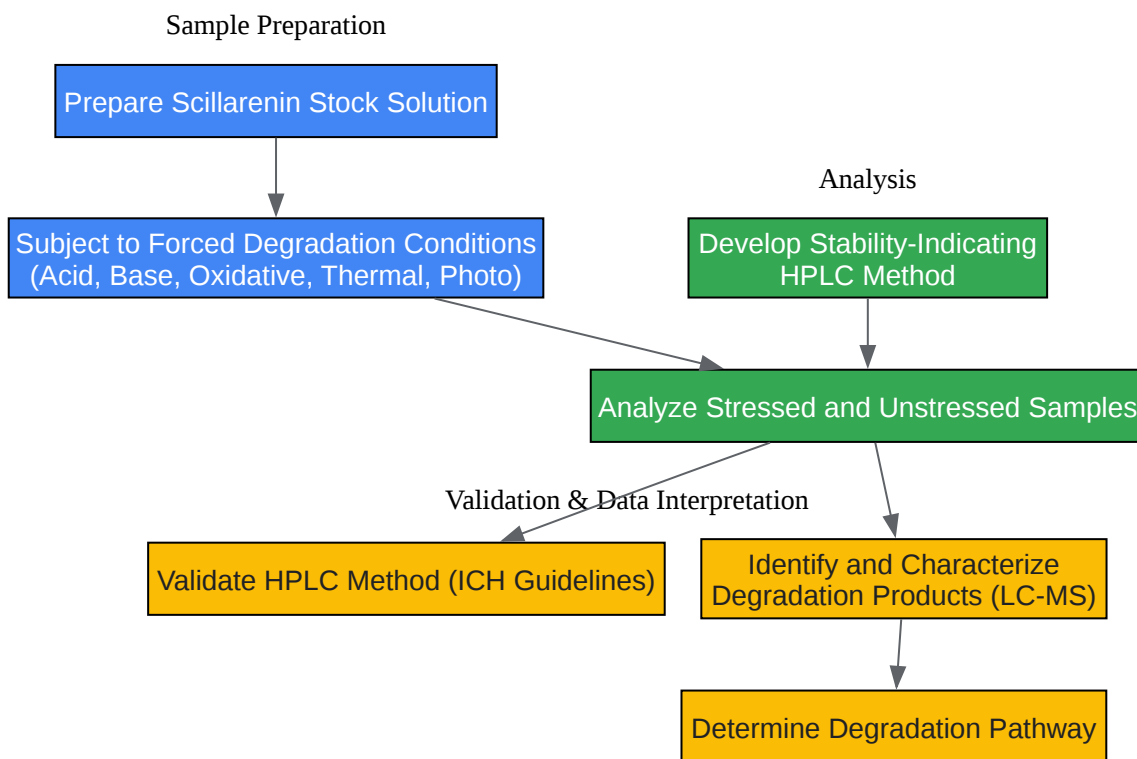 Sample Preparation
Prepare Scillarenin Stock Solution
Subject to Forced Degradation Conditions
(Acid, Base, Oxidative, Thermal, Photo)
Analysis
Develop Stability-Indicating
HPLC Method
Analyze Stressed and Unstressed Samples
Validation & Data Interpretation
Validate HPLC Method (ICH Guidelines)
Identify and Characterize
Degradation Products (LC-MS)
Determine Degradation Pathway